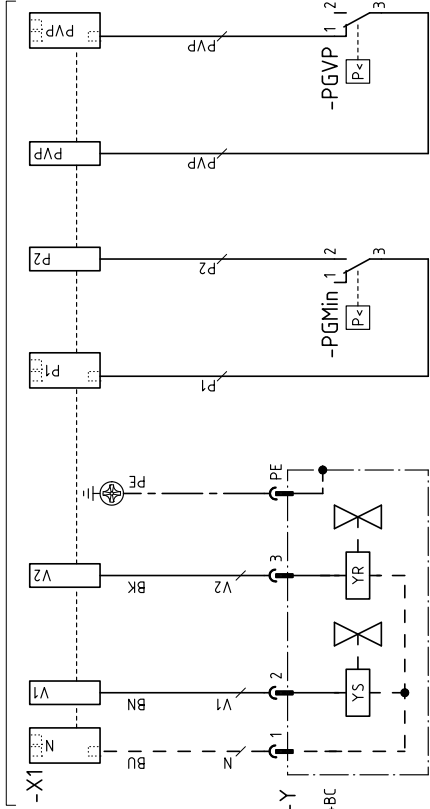 PVP
PVP
P2
P1
V2
V1
N
-X1
PVP
PVP
P2
P1
PE
BK
V2
BN
V1
BU
N
2
1
3
-PGVP
P<
2
1
3
-PGMin
P<
PE
3
2
1
YR
YS
-Y
-BC